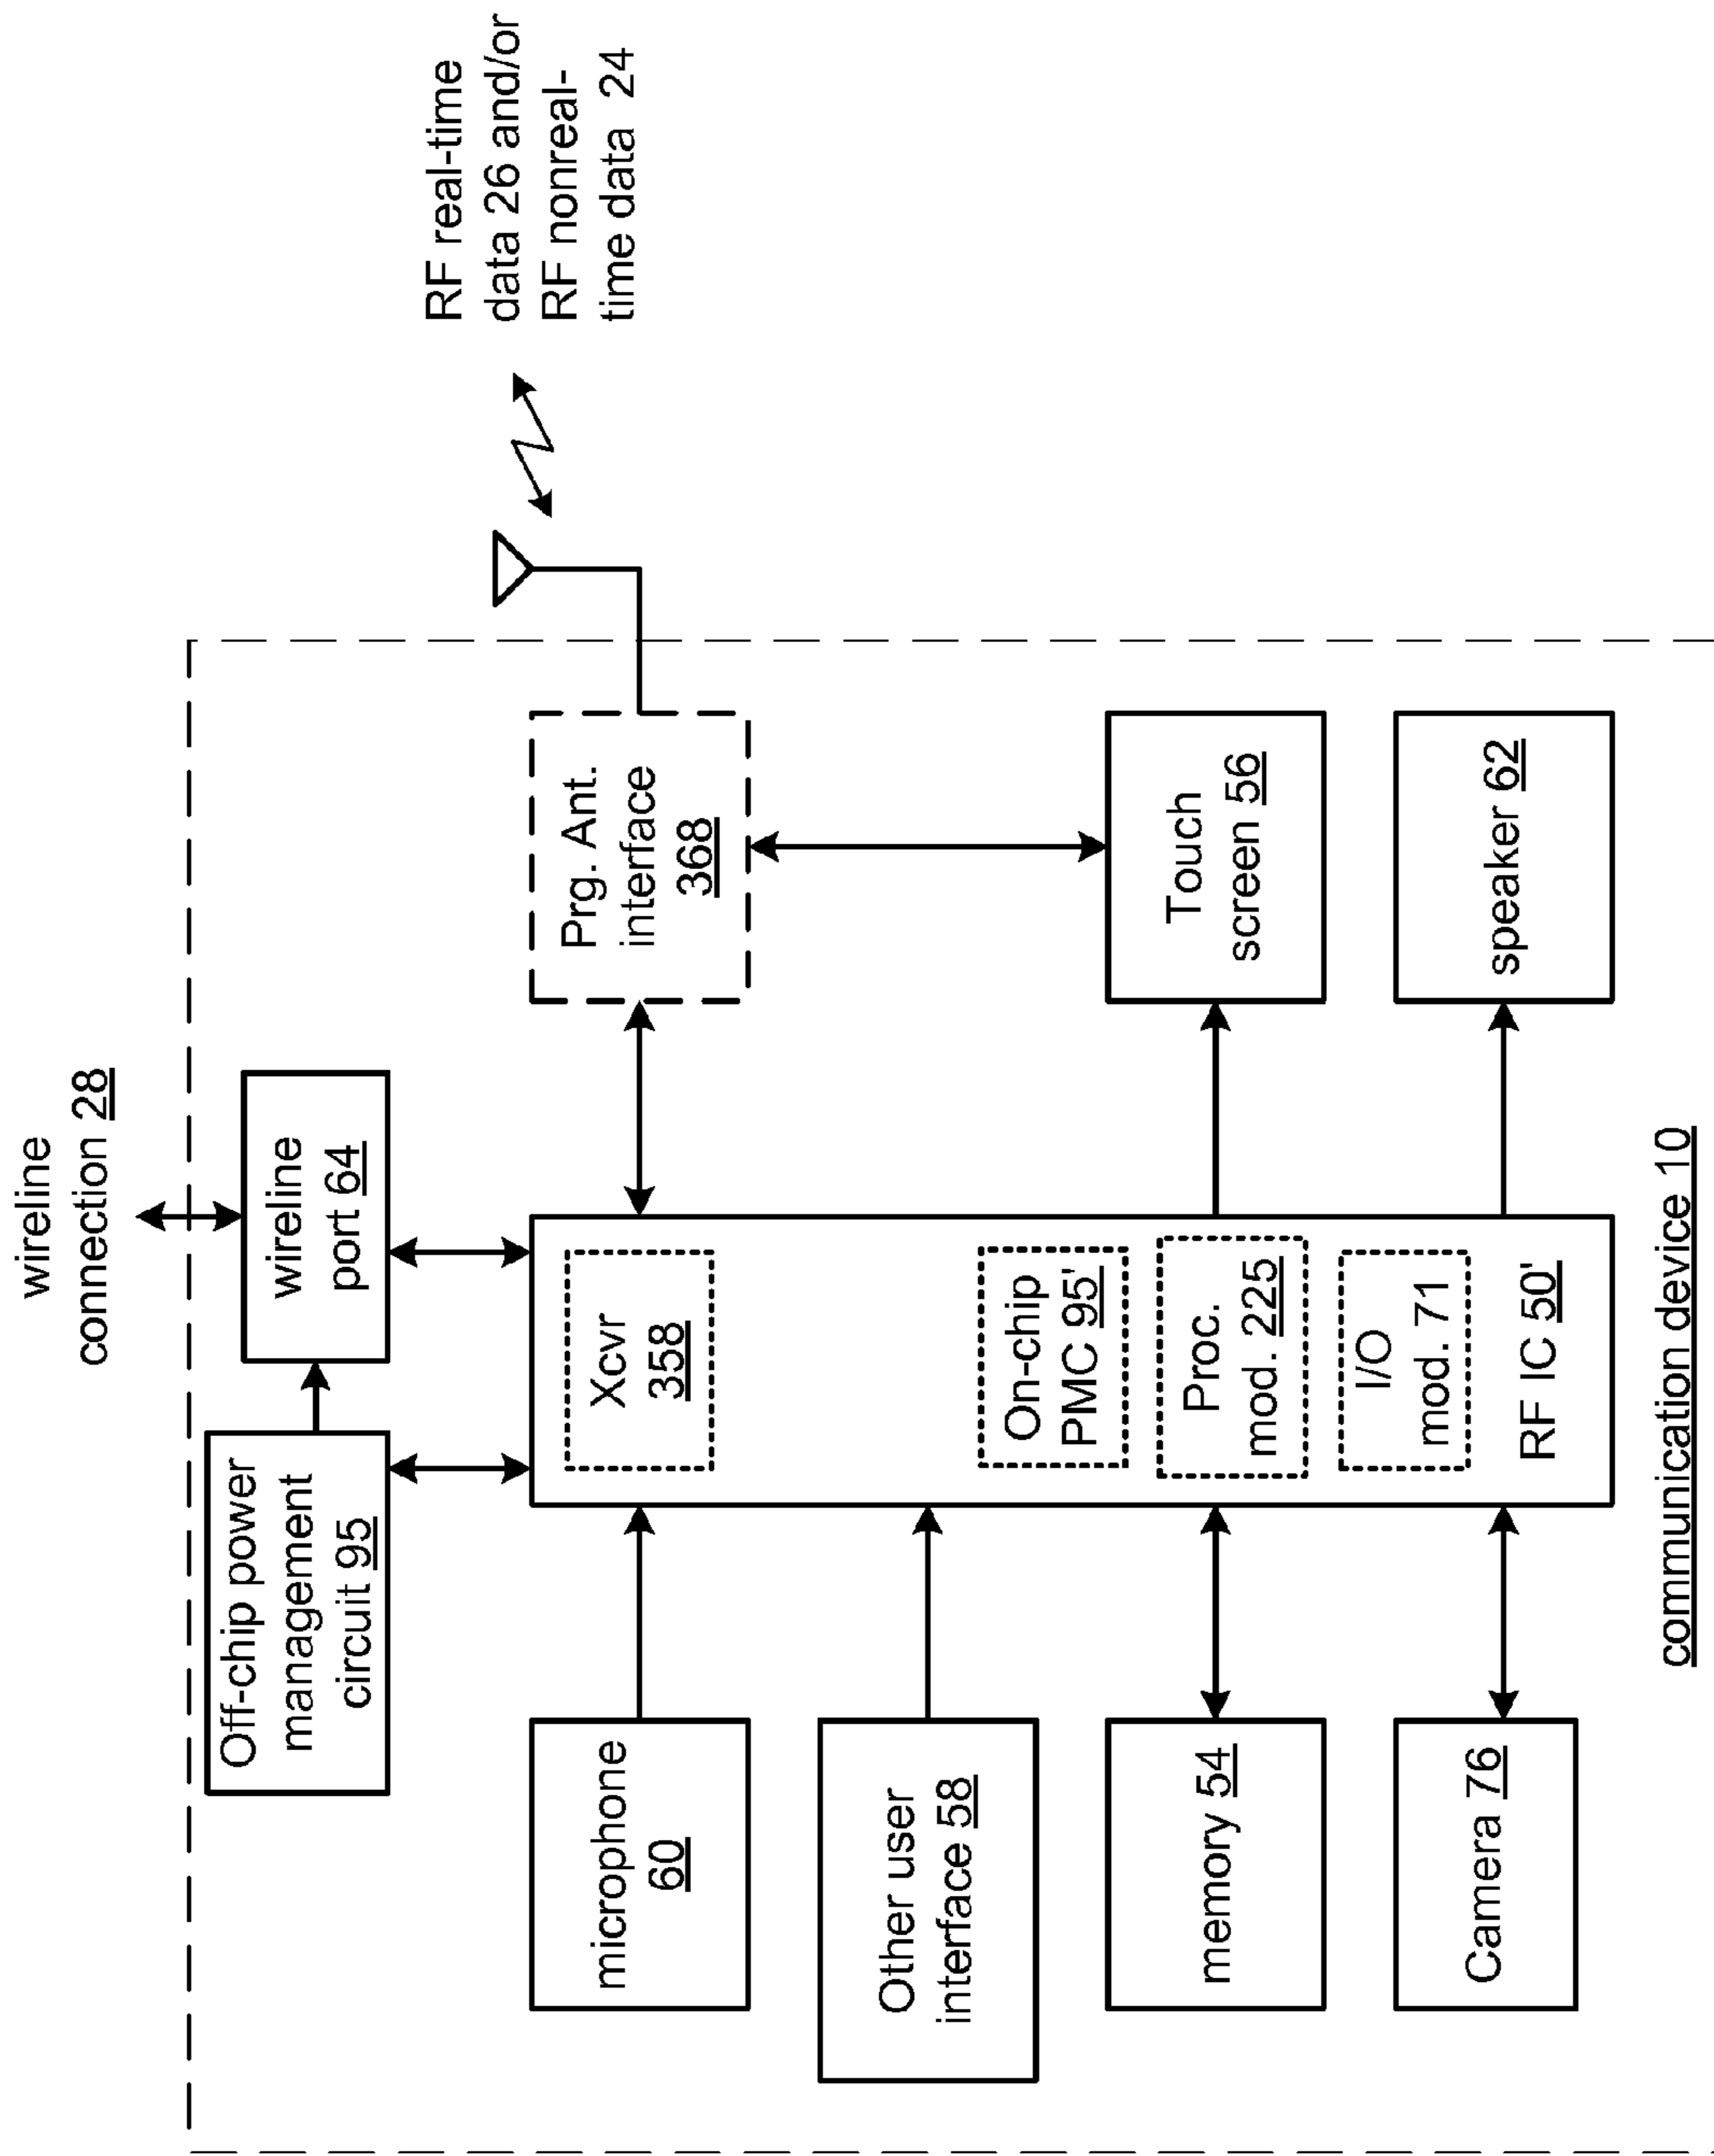 wireline
connection 28
Off-chip power
management
circuit 95
wireline
port 64
RF real-time
data 26 and/or
RF nonreal-
time data 24
microphone
60
Xcvr
358
Prg. Ant.
interface
368
Other user
interface 58
On-chip
PMC 95'
memory 54
Proc.
mod. 225
Touch
screen 56
Camera 76
I/O
mod. 71
RF IC 50'
speaker 62
communication device 10